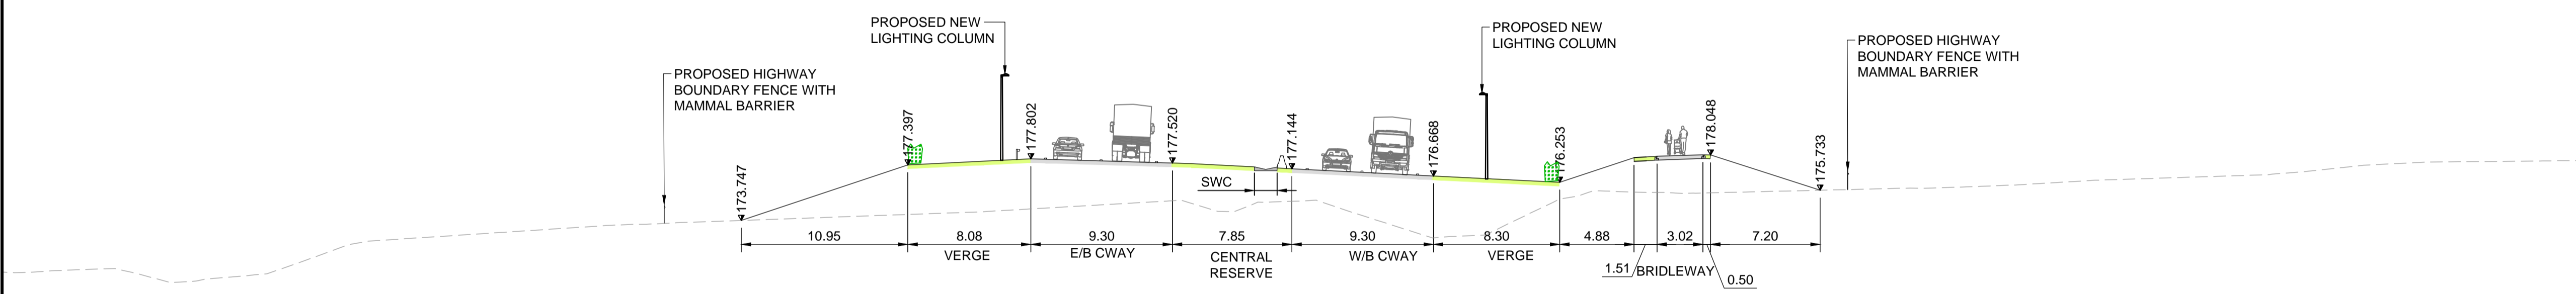 PROPOSED NEW
LIGHTING COLUMN
PROPOSED NEW
LIGHTING COLUMN
PROPOSED HIGHWAY
BOUNDARY FENCE WITH
MAMMAL BARRIER
PROPOSED HIGHWAY
BOUNDARY FENCE WITH
MAMMAL BARRIER
173.747
177.397
177.802
177.520
177.144
176.668
176.253
178.048
175.733
SWC
10.95
8.08
9.30
7.85
9.30
8.30
4.88
3.02
7.20
VERGE
E/B CWAY
CENTRAL
RESERVE
W/B CWAY
VERGE
1.51
BRIDLEWAY
0.50